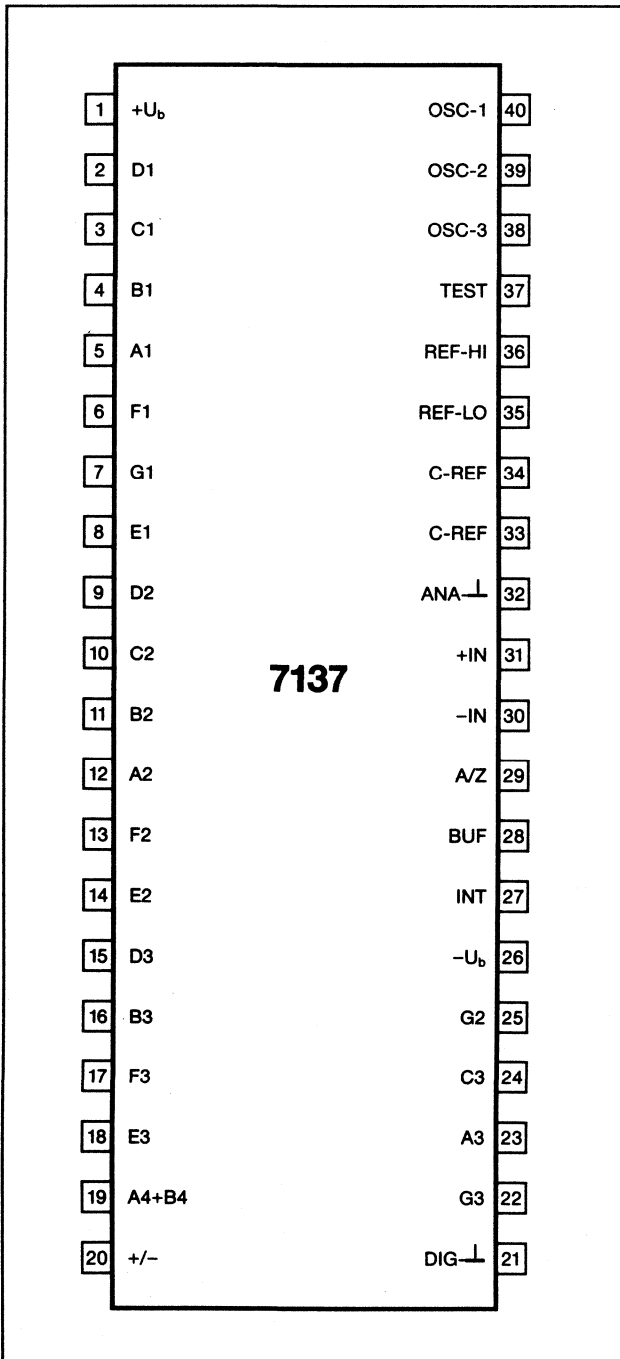 1 +Ub OSC-1 40
2 D1 OSC-2 39
3 C1 OSC-3 38
4 B1 TEST 37
5 A1 REF-HI 36
6 F1 REF-LO 35
7 G1 C-REF 34
8 E1 C-REF 33
9 D2 ANA-⊥ 32
10 C2 +IN 31
7137
11 B2 –IN 30
12 A2 A/Z 29
13 F2 BUF 28
14 E2 INT 27
15 D3 –Ub 26
16 B3 G2 25
17 F3 C3 24
18 E3 A3 23
19 A4+B4 G3 22
20 +/– DIG-⊥ 21